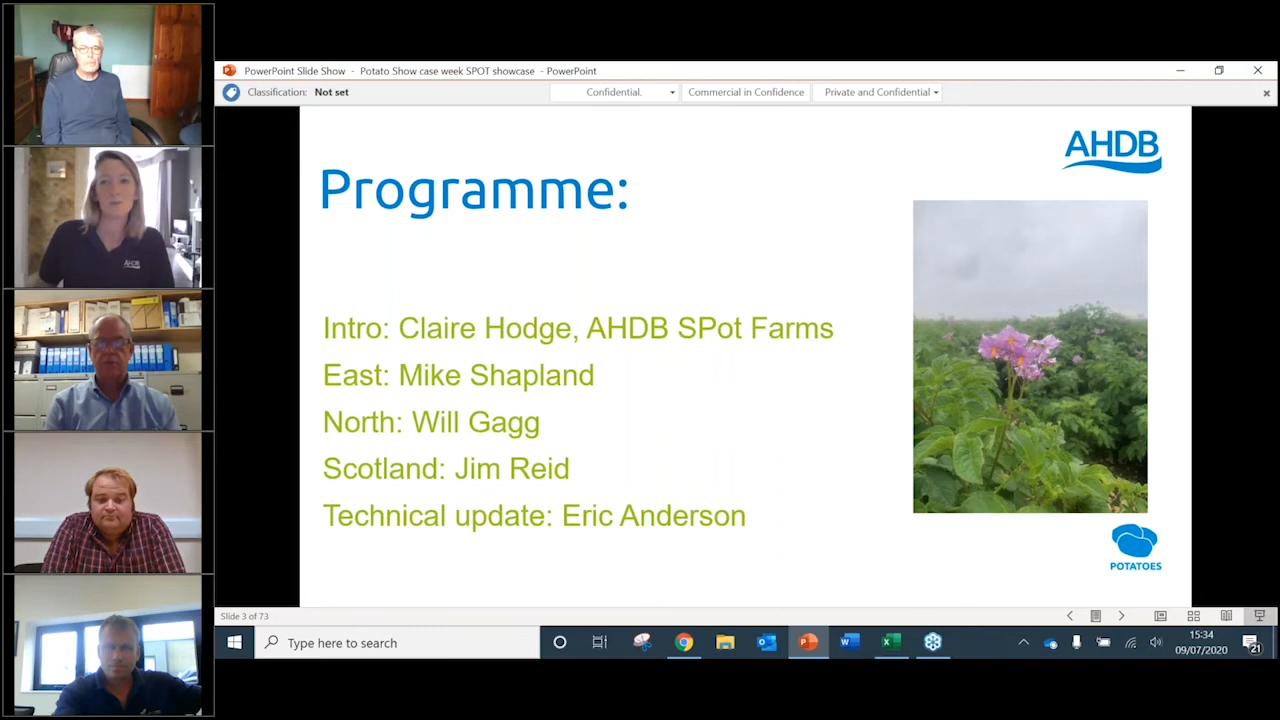 PowerPoint Slide Show - Potato Show case week SPOT showcase - PowerPoint
Classification: Not set
Confidential.
Commercial in Confidence
Private and Confidential
AHDB
Programme:
Intro: Claire Hodge, AHDB SPot Farms
East: Mike Shapland
North: Will Gagg
Scotland: Jim Reid
Technical update: Eric Anderson
POTATOES
AHDB
Slide 3 of 73
Type here to search
15:34
09/07/2020
21